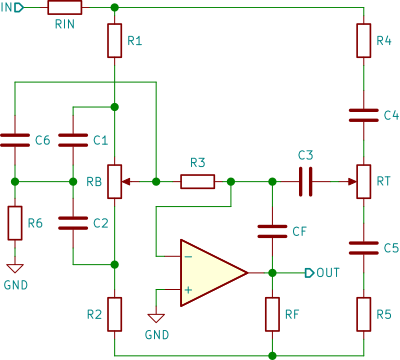 IN
RIN
R1
R4
C6
C1
C4
RB
R3
C3
RT
R6
C2
CF
C5
−
+
OUT
GND
GND
R2
RF
R5